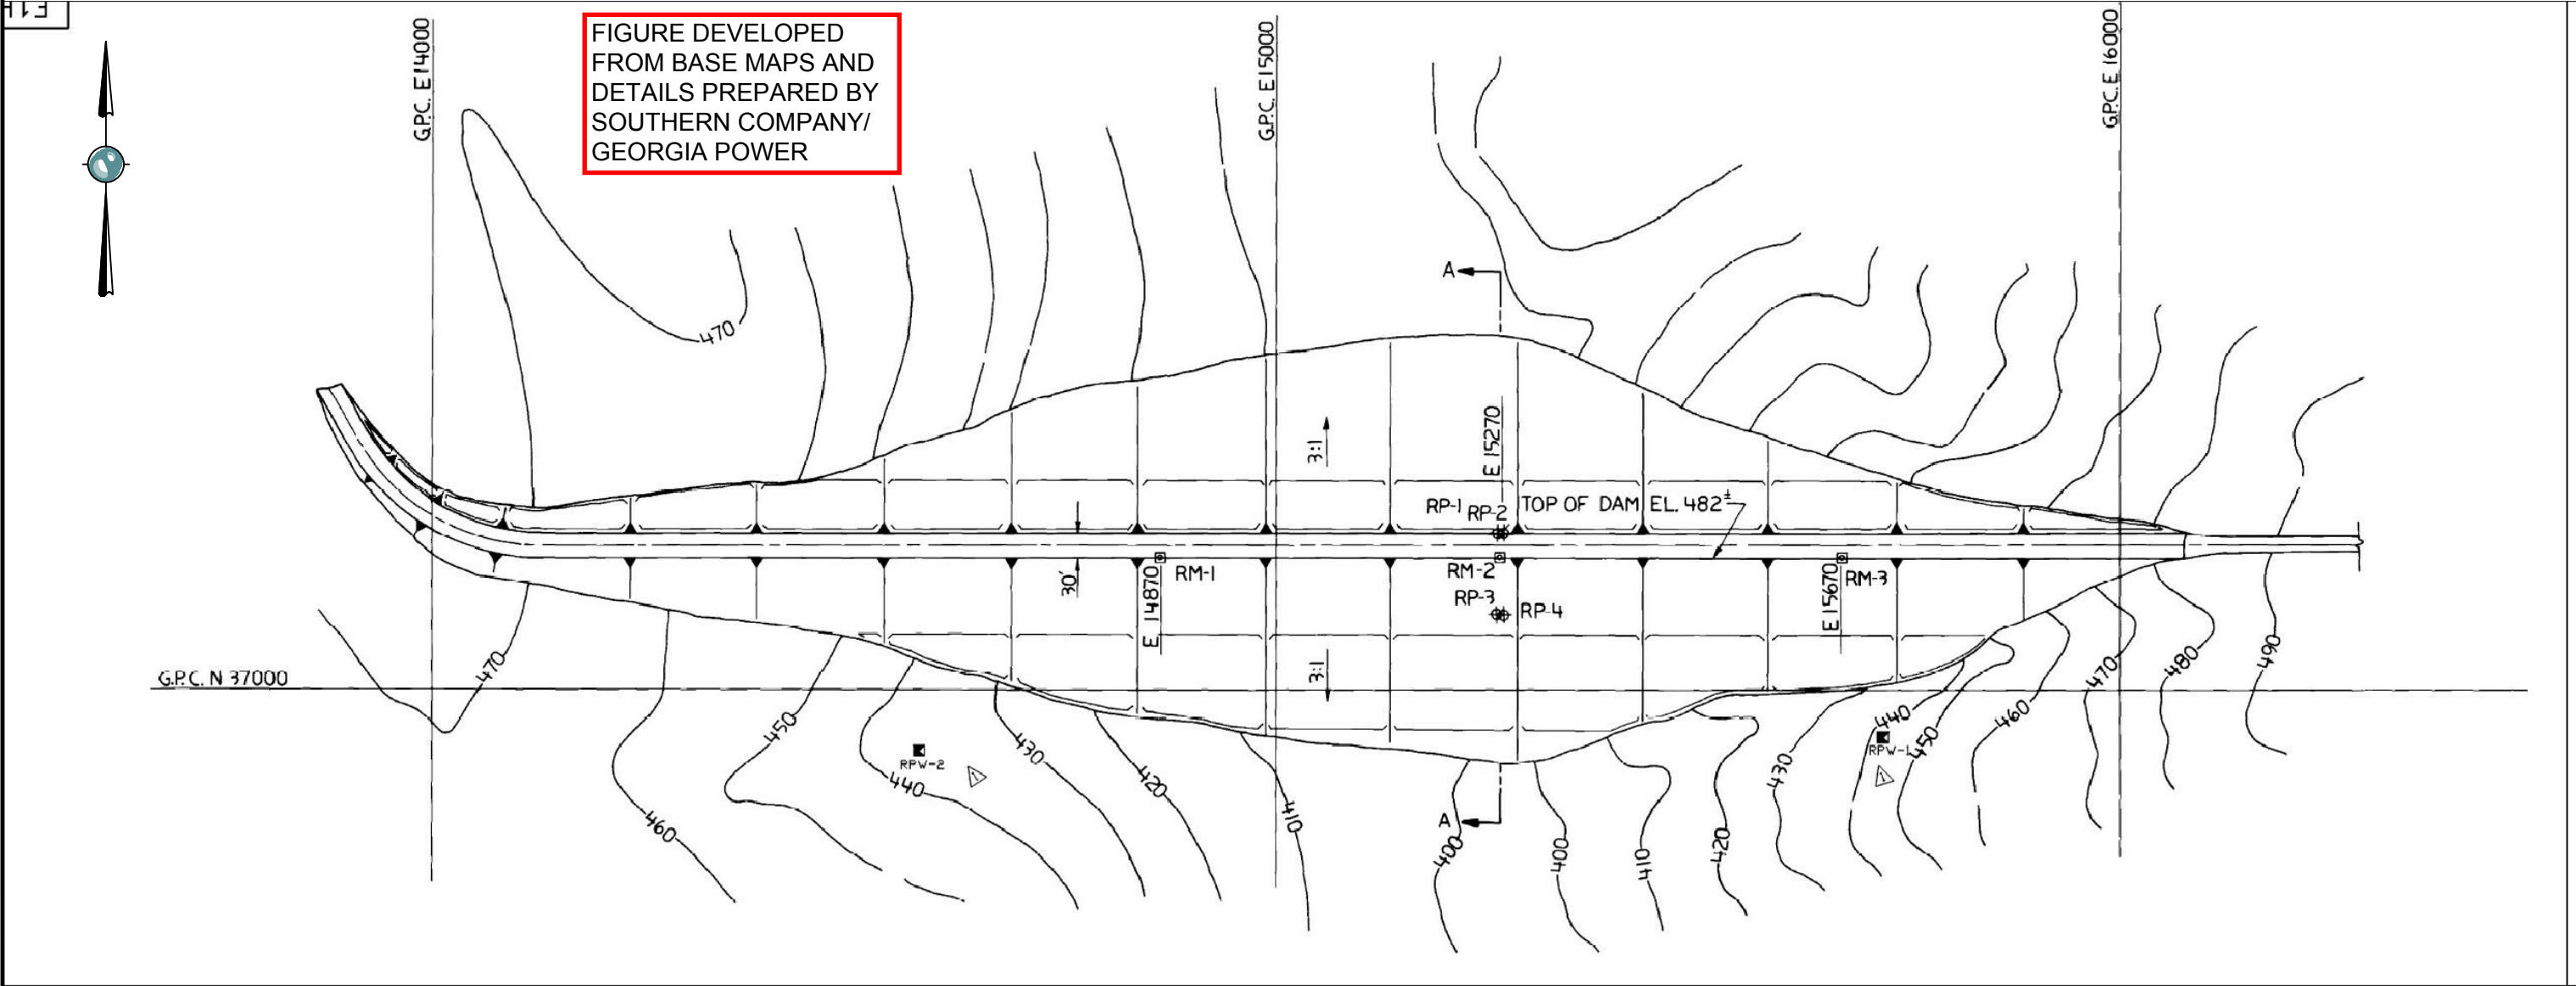 FIGURE DEVELOPED
FROM BASE MAPS AND
DETAILS PREPARED BY
SOUTHERN COMPANY/
GEORGIA POWER
G.P.C. E 14000
G.P.C. E 15000
G.P.C. E 16000
A
470
3:1
E 15270
RP-1 RP-2
TOP OF DAM EL. 482±
30'
E 14870
RM-1
RM-2
E 15670
RM-3
RP-3
RP-4
G.P.C. N 37000
3:1
470
460
450
440
430
420
410
400
400
410
420
430
440
450
460
470
480
490
RPW-2
1
RPW-1
1
A